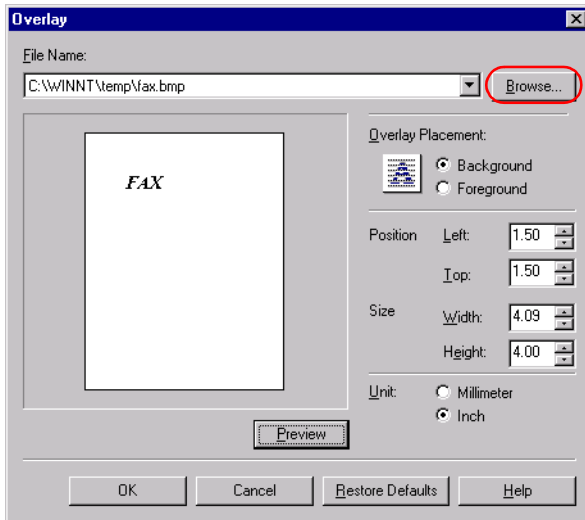 Overlay
File Name:
C:\WINNT\temp\fax.bmp
Browse...
FAX
Overlay Placement:
Background
Foreground
Position Left: 1.50
Top: 1.50
Size Width: 4.09
Height: 4.00
Unit: Millimeter
Inch
Preview
OK Cancel Restore Defaults Help